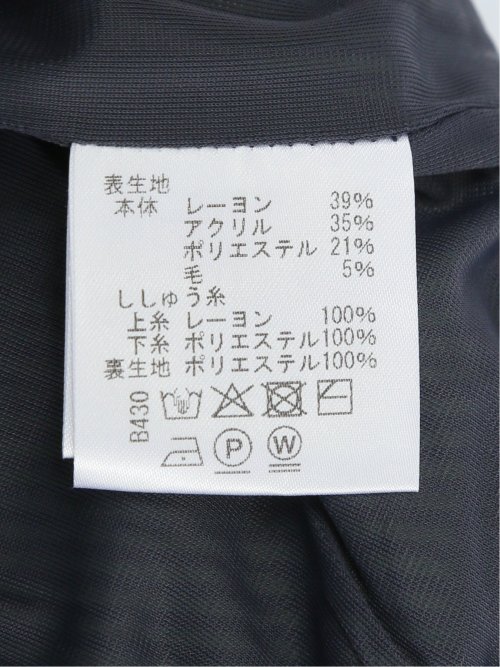 表生地
本体 レーヨン 39%
アクリル 35%
ポリエステル 21%
毛 5%
ししゅう糸
上糸 レーヨン 100%
下糸 ポリエステル100%
裏生地 ポリエステル100%
B430
P W